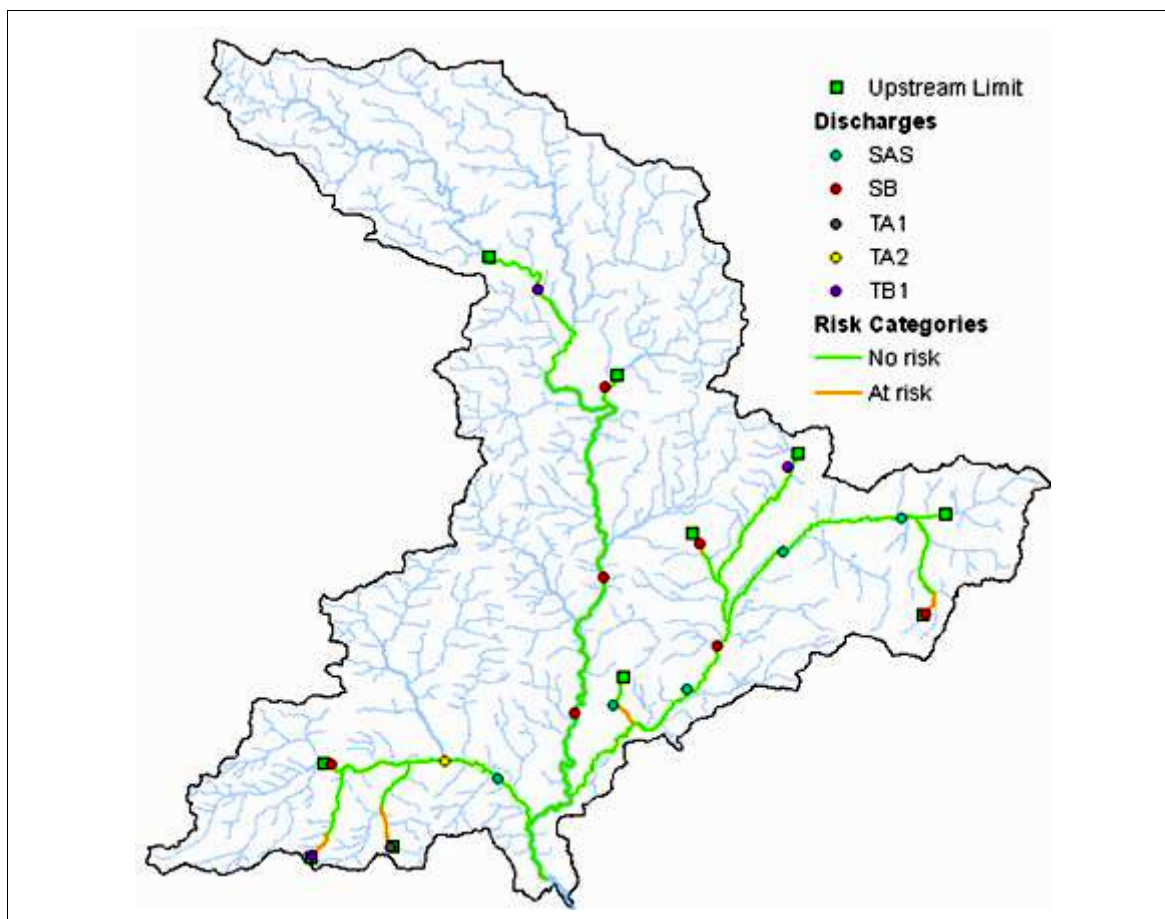 Upstream Limit
Discharges
SAS
SB
TA1
TA2
TB1
Risk Categories
No risk
At risk